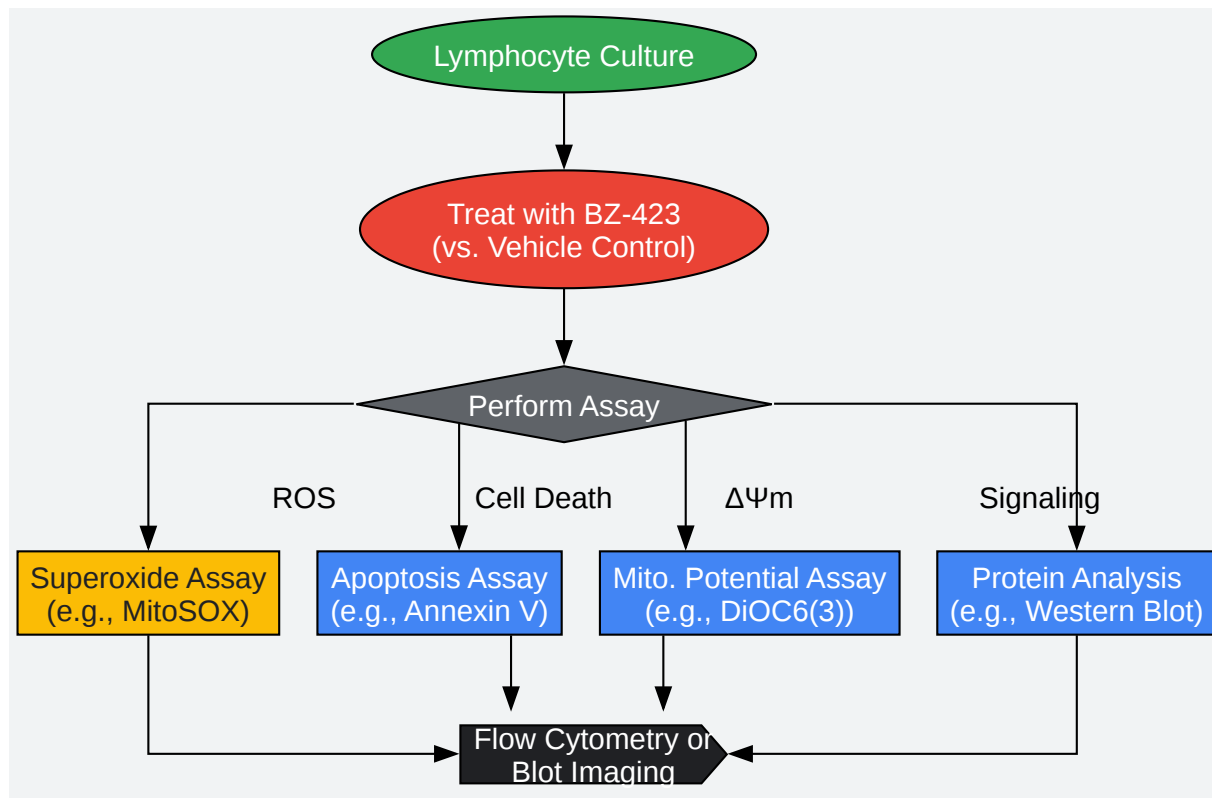 Lymphocyte Culture
Treat with BZ-423
(vs. Vehicle Control)
Perform Assay
ROS
Cell Death
ΔΨm
Signaling
Superoxide Assay
(e.g., MitoSOX)
Apoptosis Assay
(e.g., Annexin V)
Mito. Potential Assay
(e.g., DiOC6(3))
Protein Analysis
(e.g., Western Blot)
Flow Cytometry or
Blot Imaging